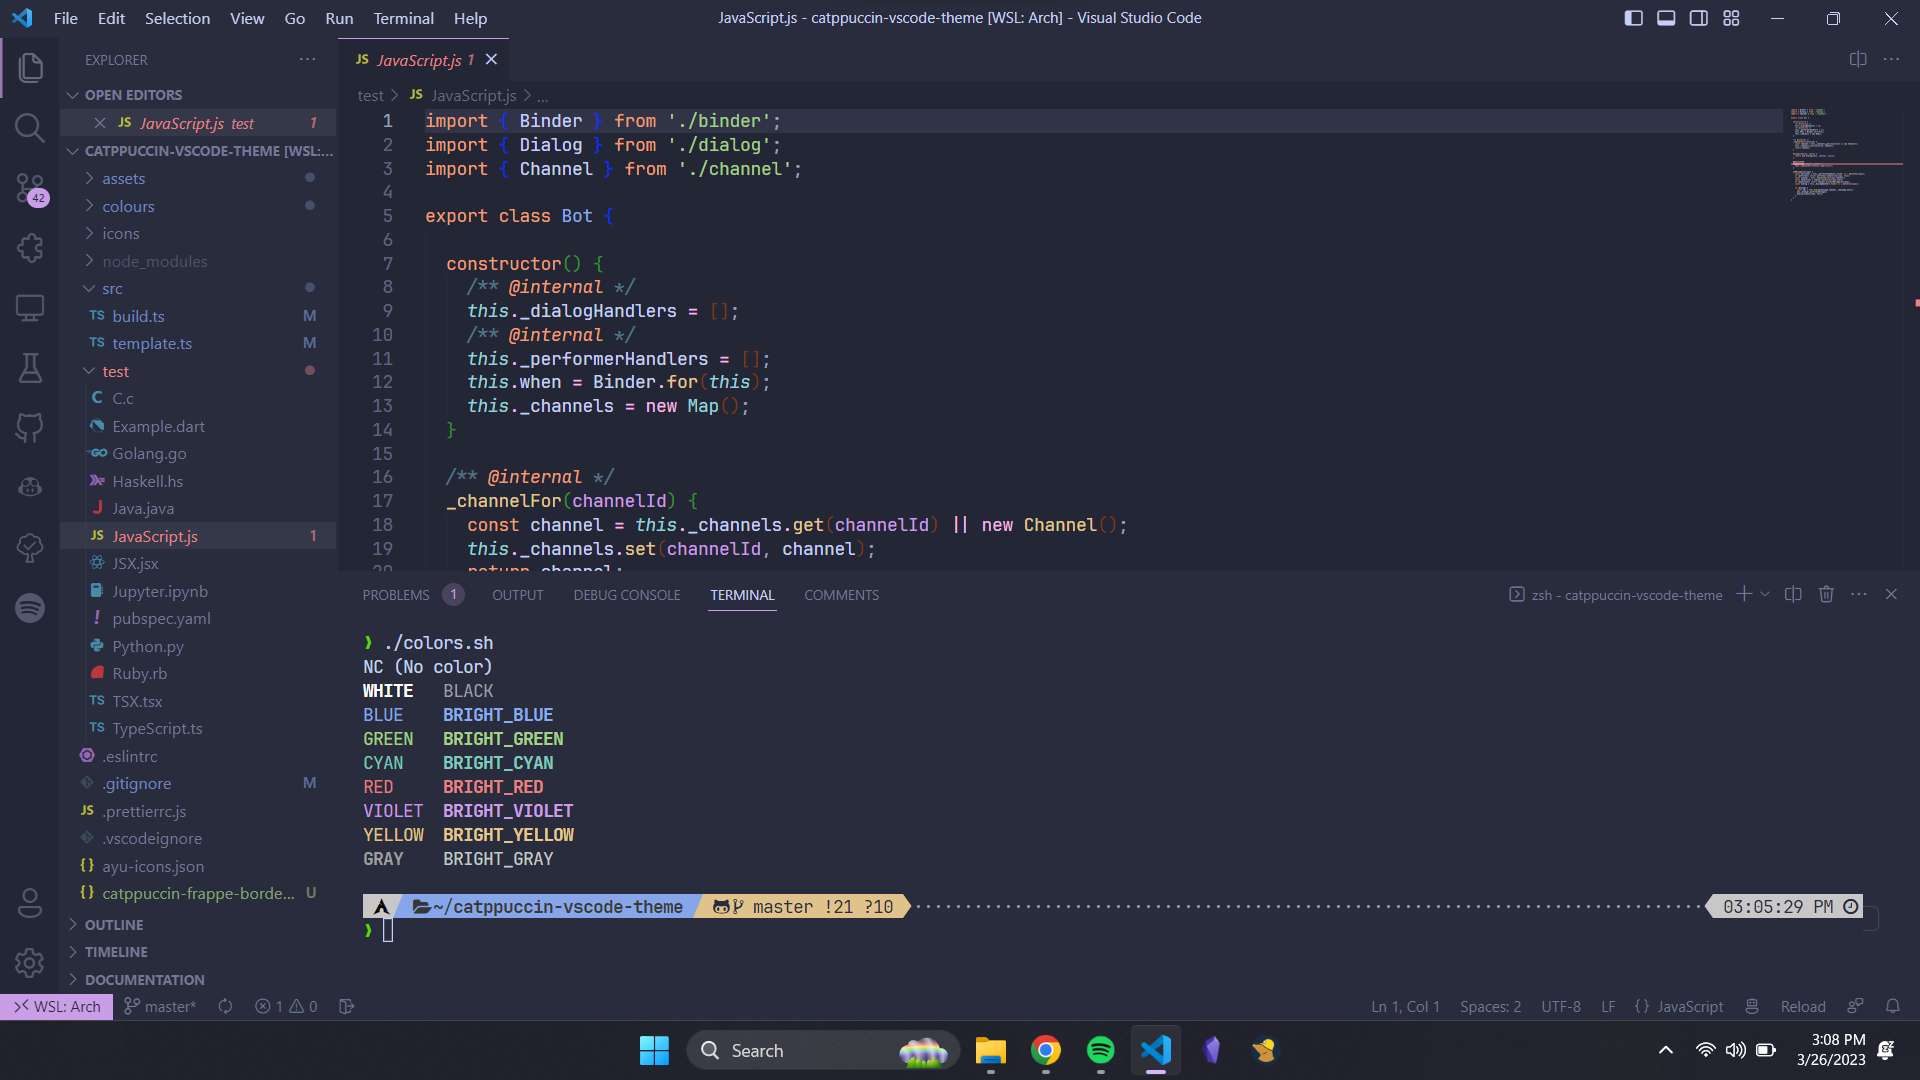 File Edit Selection View Go Run Terminal Help
JavaScript.js - catppuccin-vscode-theme [WSL: Arch] - Visual Studio Code
EXPLORER
OPEN EDITORS
JS JavaScript.js test 1
CATPPUCCIN-VSCODE-THEME [WSL:...
assets
colours
icons
node_modules
src
TS build.ts M
TS template.ts M
test
C C.c
Example.dart
GO Golang.go
Haskell.hs
J Java.java
JS JavaScript.js 1
JSX.jsx
Jupyter.ipynb
! pubspec.yaml
Python.py
Ruby.rb
TS TSX.tsx
TS TypeScript.ts
.eslintrc
.gitignore M
JS .prettierrc.js
.vscodeignore
{} ayu-icons.json
{} catppuccin-frappe-borde... U
OUTLINE
TIMELINE
DOCUMENTATION
42
JS JavaScript.js 1
test > JS JavaScript.js > ...
1 import { Binder } from './binder';
2 import { Dialog } from './dialog';
3 import { Channel } from './channel';
4
5 export class Bot {
6
7 constructor() {
8 /** @internal */
9 this._dialogHandlers = [];
10 /** @internal */
11 this._performerHandlers = [];
12 this.when = Binder.for(this);
13 this._channels = new Map();
14 }
15
16 /** @internal */
17 _channelFor(channelId) {
18 const channel = this._channels.get(channelId) || new Channel();
19 this._channels.set(channelId, channel);
20 return channel;
PROBLEMS 1 OUTPUT DEBUG CONSOLE TERMINAL COMMENTS
zsh - catppuccin-vscode-theme
❯ ./colors.sh
NC (No color)
WHITE BLACK
BLUE BRIGHT_BLUE
GREEN BRIGHT_GREEN
CYAN BRIGHT_CYAN
RED BRIGHT_RED
VIOLET BRIGHT_VIOLET
YELLOW BRIGHT_YELLOW
GRAY BRIGHT_GRAY
~/catppuccin-vscode-theme master !21 ?10 03:05:29 PM
❯
WSL: Arch master* 1 0
Ln 1, Col 1 Spaces: 2 UTF-8 LF {} JavaScript Reload
Search
3:08 PM
3/26/2023